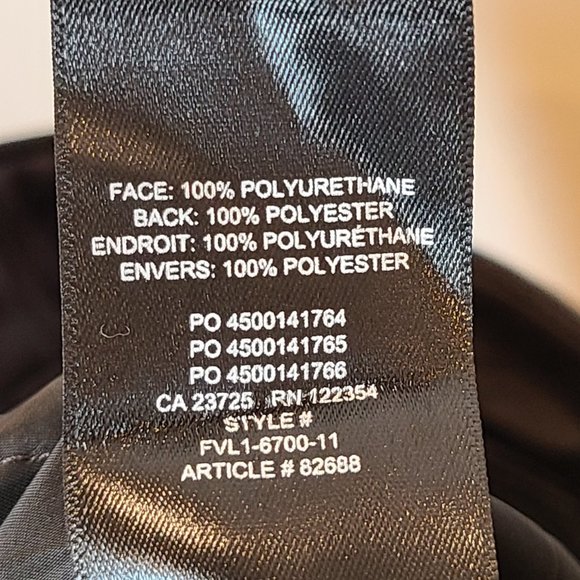 FACE: 100% POLYURETHANE
BACK: 100% POLYESTER
ENDROIT: 100% POLYURÉTHANE
ENVERS: 100% POLYESTER
PO 4500141764
PO 4500141765
PO 4500141766
CA 23725 RN 122354
STYLE #
FVL1-6700-11
ARTICLE # 82688